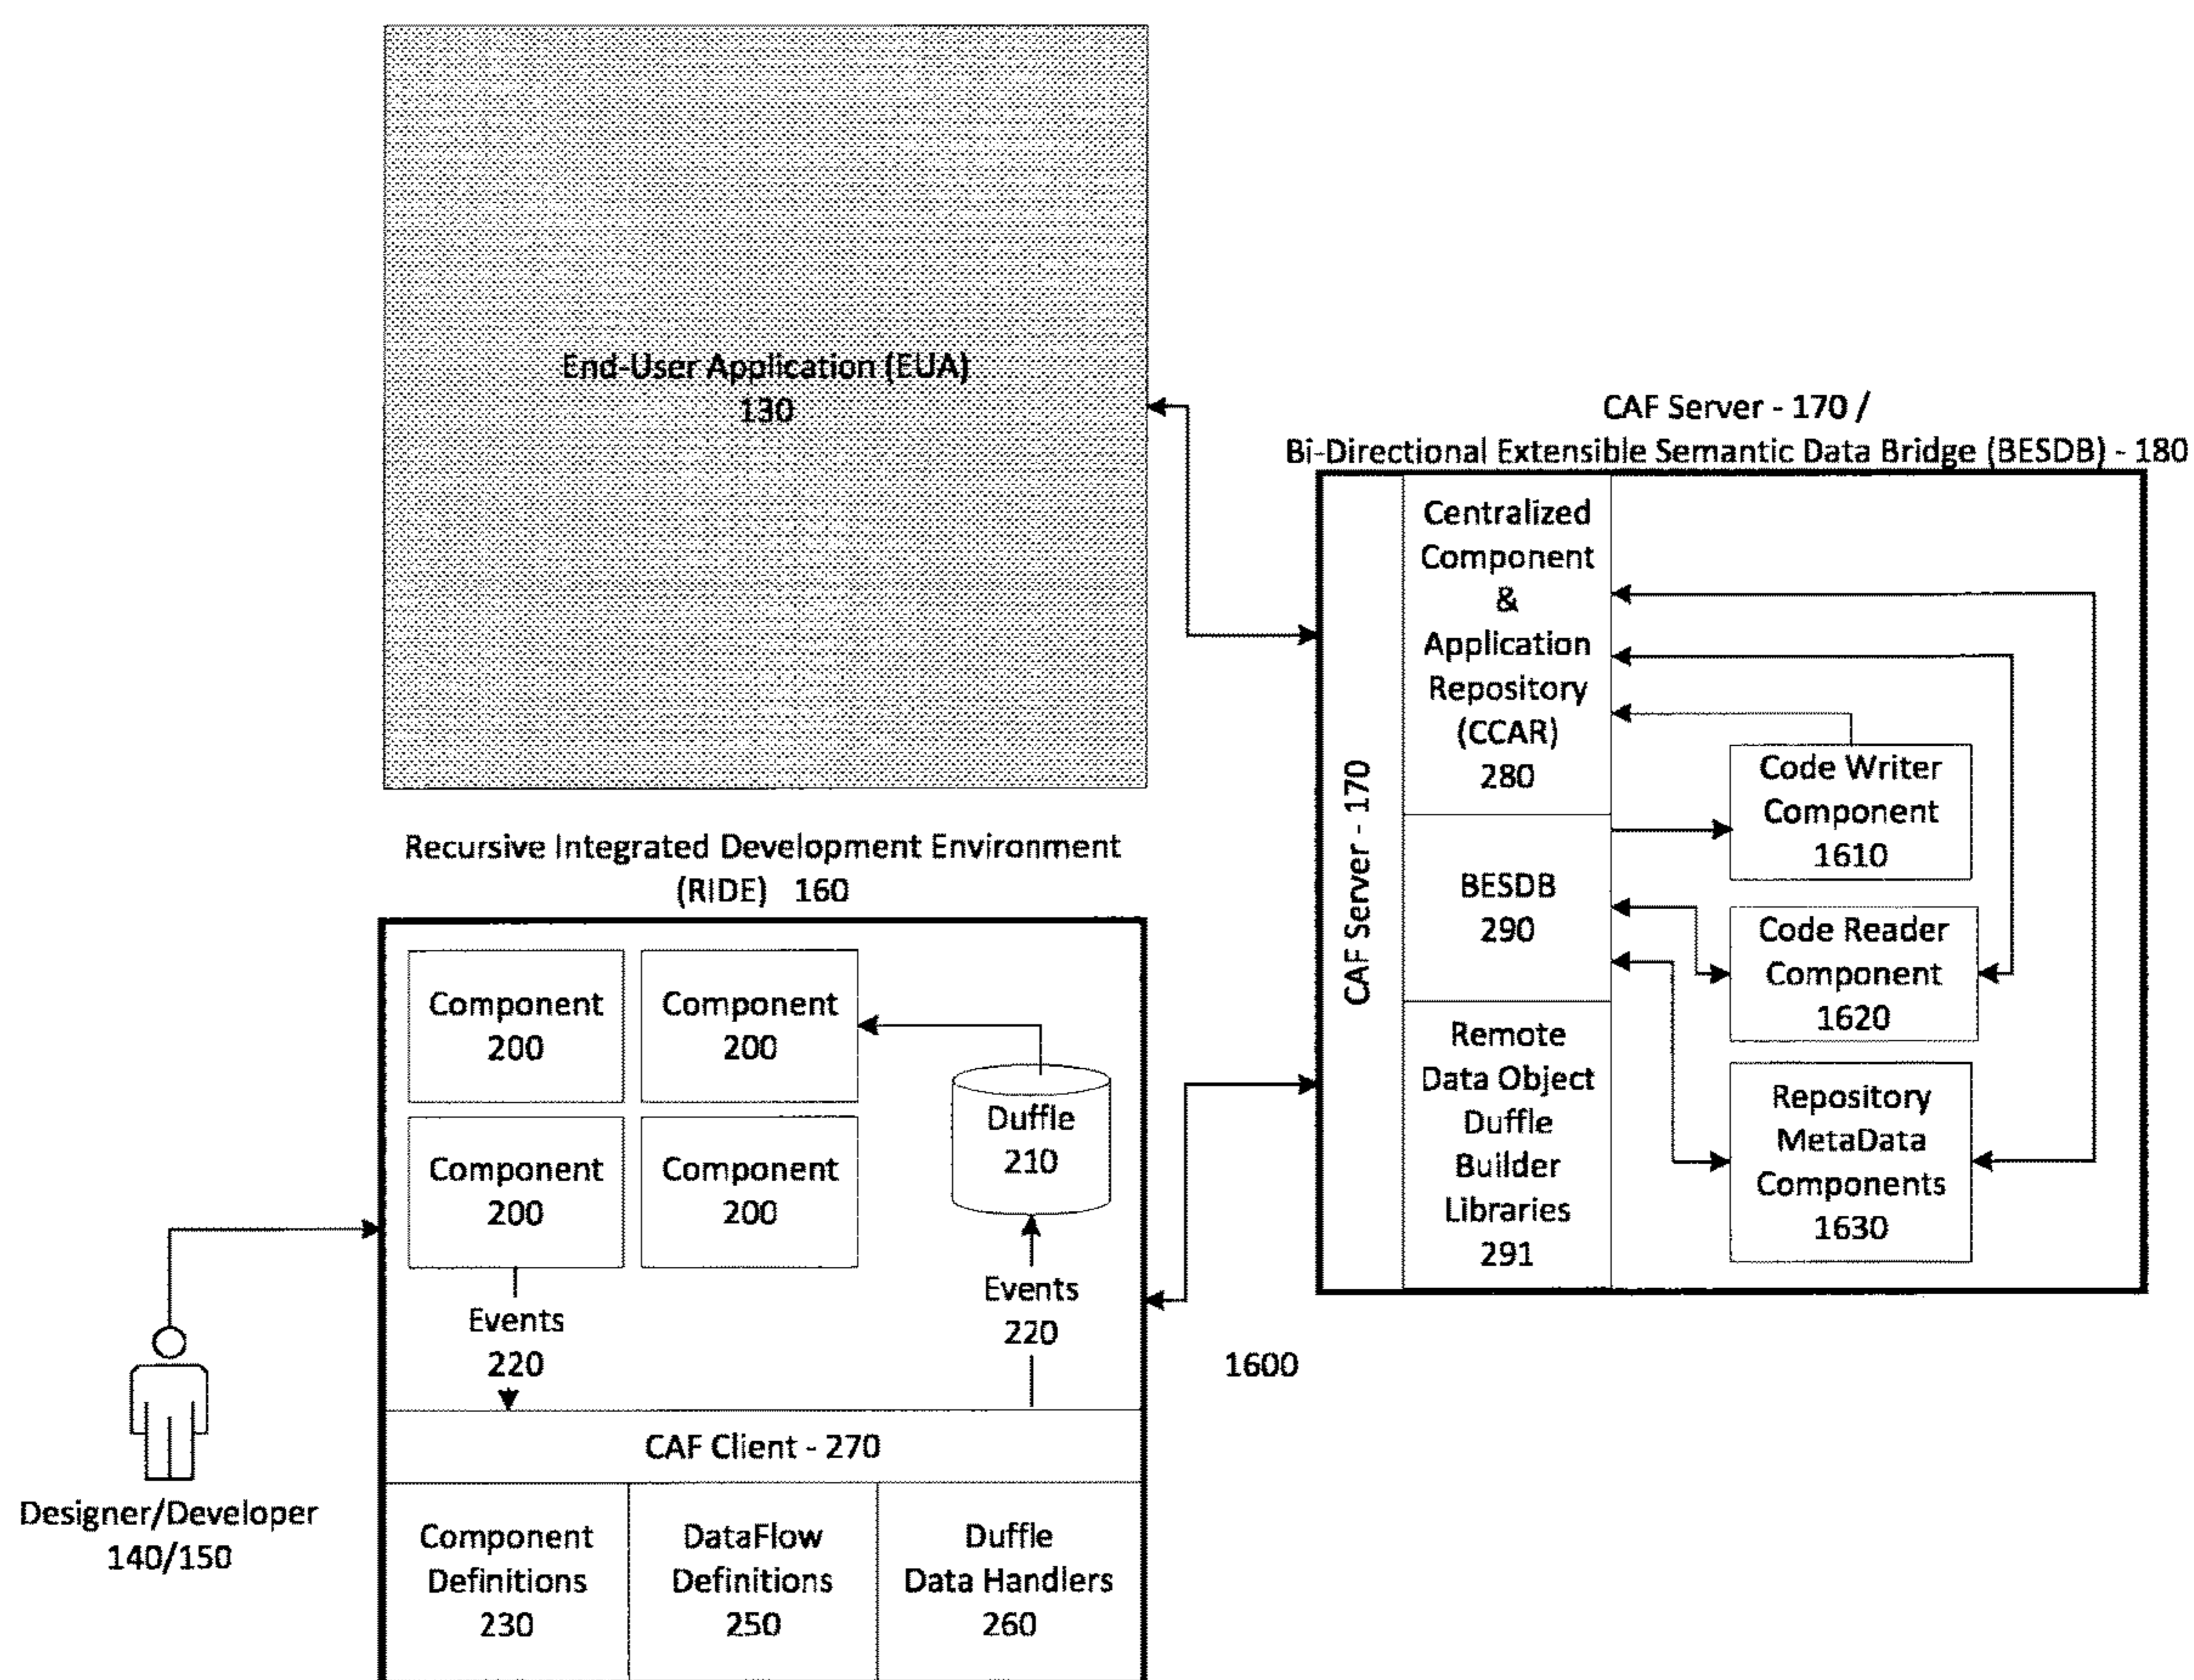 End-User Application (EUA)
130
CAF Server - 170 /
Bi-Directional Extensible Semantic Data Bridge (BESDB) - 180
CAF Server - 170
Centralized
Component
&
Application
Repository
(CCAR)
280
BESDB
290
Remote
Data Object
Duffle
Builder
Libraries
291
Code Writer
Component
1610
Code Reader
Component
1620
Repository
MetaData
Components
1630
Recursive Integrated Development Environment
(RIDE) 160
Component
200
Component
200
Component
200
Component
200
Duffle
210
Events
220
Events
220
1600
CAF Client - 270
Component
Definitions
230
DataFlow
Definitions
250
Duffle
Data Handlers
260
Designer/Developer
140/150